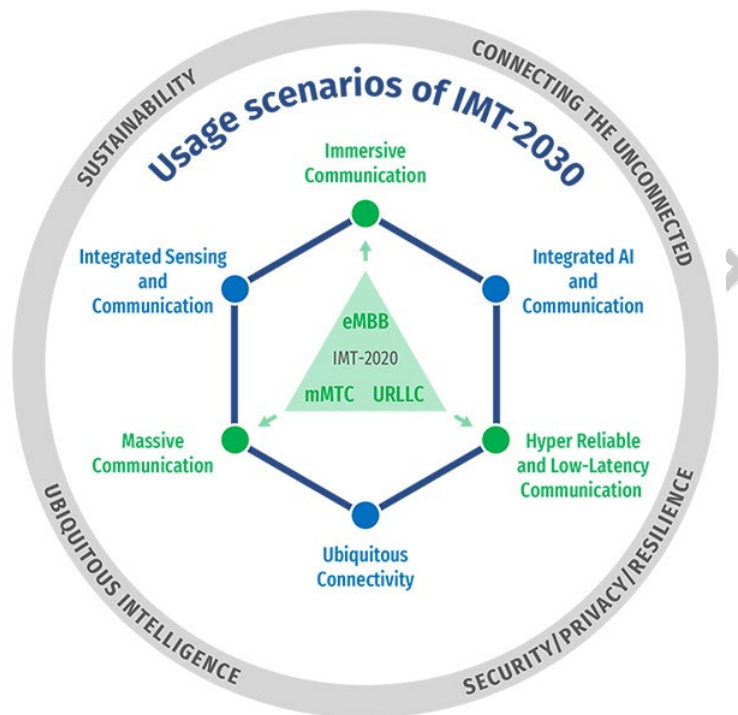 SUSTAINABILITY
CONNECTING THE UNCONNECTED
Usage scenarios of IMT-2030
Immersive
Communication
Integrated Sensing
and
Communication
Integrated AI
and
Communication
eMBB
IMT-2020
mMTC URLLC
Massive
Communication
Hyper Reliable
and Low-Latency
Communication
Ubiquitous
Connectivity
UBIQUITOUS INTELLIGENCE
SECURITY/PRIVACY/RESILIENCE